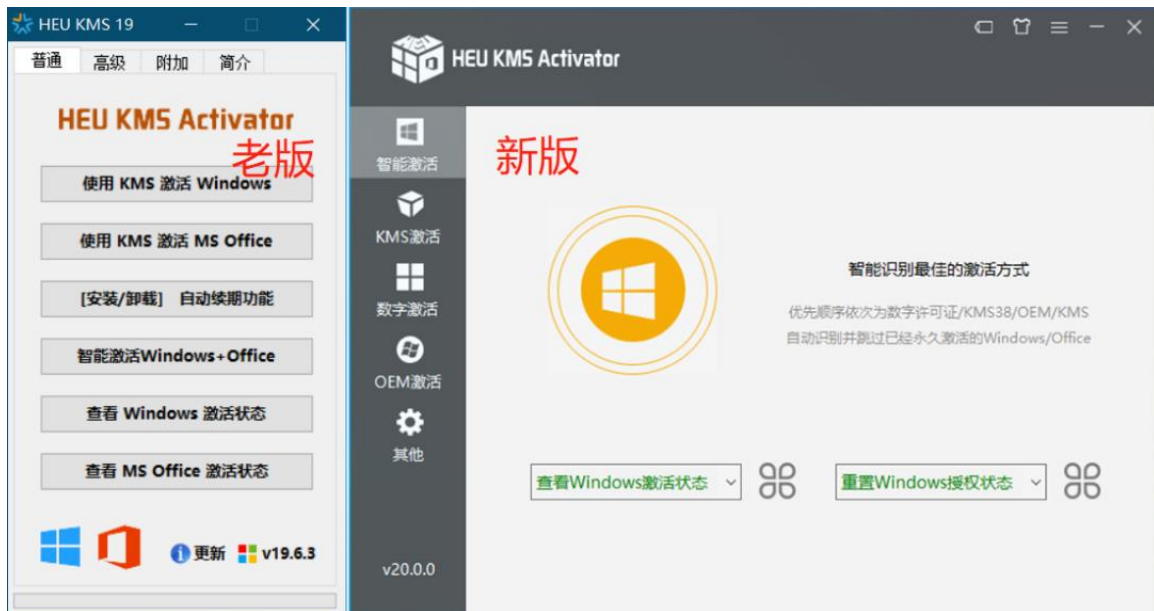 HEU KMS 19
普通 高级 附加 简介
HEU KMS Activator
老版
使用 KMS 激活 Windows
使用 KMS 激活 MS Office
[安装/卸载] 自动续期功能
智能激活Windows+Office
查看 Windows 激活状态
查看 MS Office 激活状态
更新 v19.6.3
HEU KMS Activator
智能激活
KMS激活
数字激活
OEM激活
其他
v20.0.0
新版
智能识别最佳的激活方式
优先顺序依次为数字许可证/KMS38/OEM/KMS
自动识别并跳过已经永久激活的Windows/Office
查看Windows激活状态 重置Windows授权状态